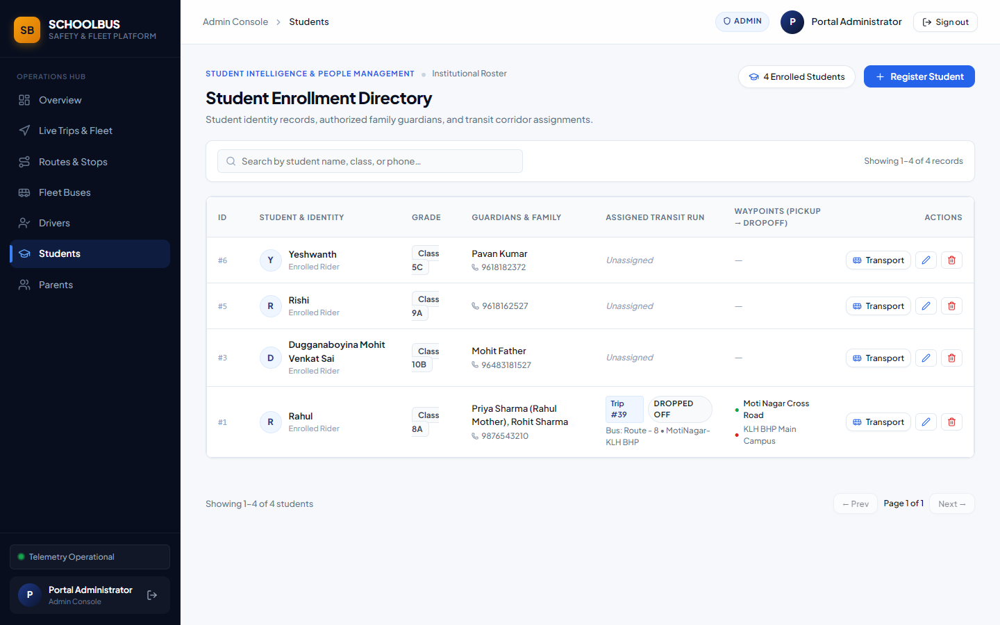 SB
SCHOOLBUS
SAFETY & FLEET PLATFORM
OPERATIONS HUB
Overview
Live Trips & Fleet
Routes & Stops
Fleet Buses
Drivers
Students
Parents
Telemetry Operational
P
Portal Administrator
Admin Console
Admin Console > Students
ADMIN
P
Portal Administrator
Sign out
STUDENT INTELLIGENCE & PEOPLE MANAGEMENT
Institutional Roster
4 Enrolled Students
+ Register Student
Student Enrollment Directory
Student identity records, authorized family guardians, and transit corridor assignments.
Search by student name, class, or phone...
Showing 1–4 of 4 records
ID
STUDENT & IDENTITY
GRADE
GUARDIANS & FAMILY
ASSIGNED TRANSIT RUN
WAYPOINTS (PICKUP
→ DROPOFF)
ACTIONS
#6
Y
Yeshwanth
Enrolled Rider
Class
5C
Pavan Kumar
9618182372
Unassigned
—
Transport
#5
R
Rishi
Enrolled Rider
Class
9A
9618162527
Unassigned
—
Transport
#3
D
Dugganaboyina Mohit
Venkat Sai
Enrolled Rider
Class
10B
Mohit Father
96483181527
Unassigned
—
Transport
#1
R
Rahul
Enrolled Rider
Class
8A
Priya Sharma (Rahul
Mother), Rohit Sharma
9876543210
Trip
#39
DROPPED
OFF
Bus: Route - 8 • MotiNagar-
KLH BHP
Moti Nagar Cross
Road
KLH BHP Main
Campus
Transport
Showing 1–4 of 4 students
← Prev
Page 1 of 1
Next →